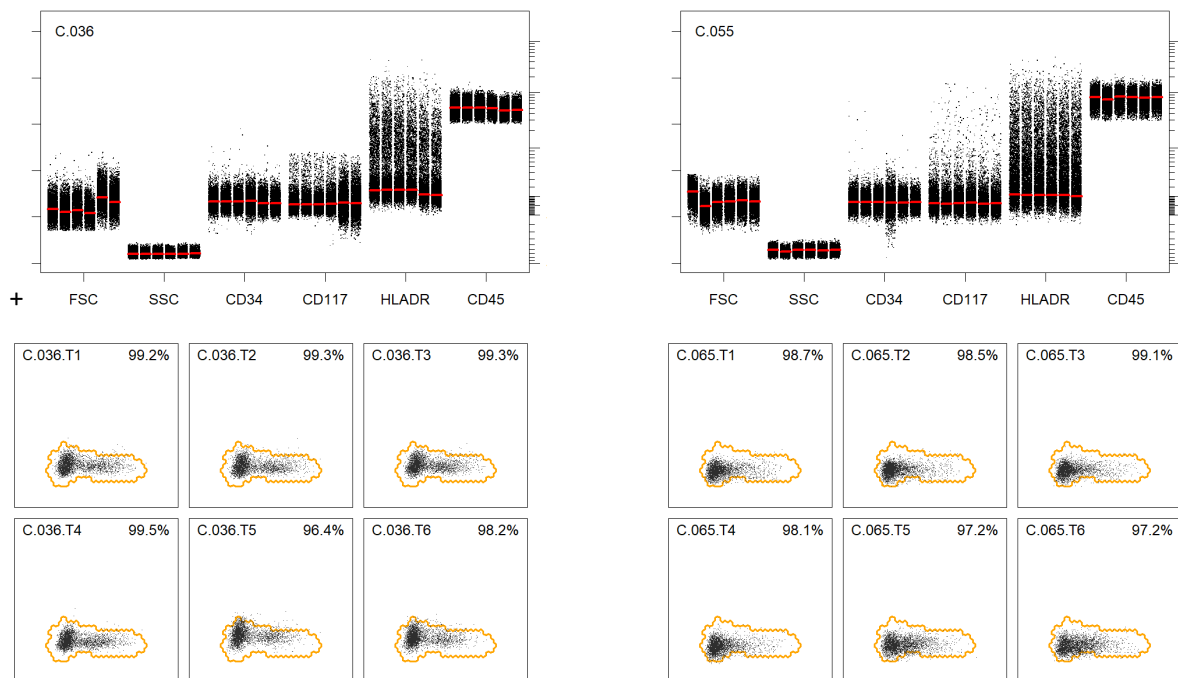 C.036
C.055
+ FSC SSC CD34 CD117 HLADR CD45
FSC SSC CD34 CD117 HLADR CD45
C.036.T1 99.2%
C.036.T2 99.3%
C.036.T3 99.3%
C.065.T1 98.7%
C.065.T2 98.5%
C.065.T3 99.1%
C.036.T4 99.5%
C.036.T5 96.4%
C.036.T6 98.2%
C.065.T4 98.1%
C.065.T5 97.2%
C.065.T6 97.2%